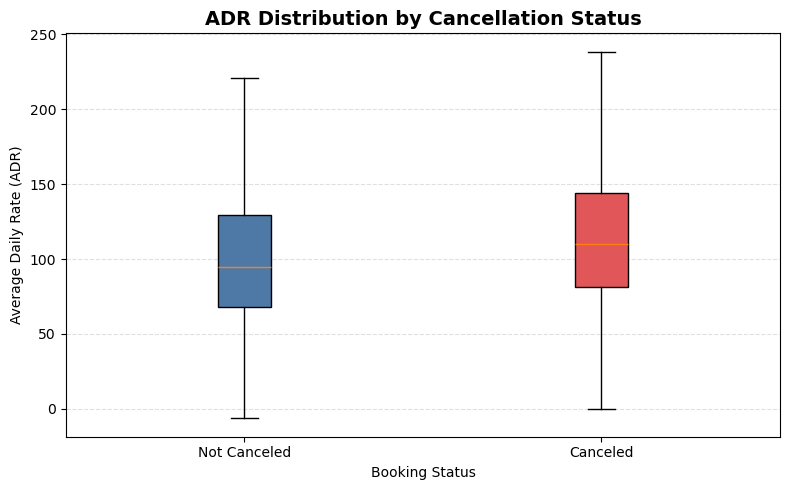 ADR Distribution by Cancellation Status
Average Daily Rate (ADR)
250
200
150
100
50
0
Not Canceled
Canceled
Booking Status